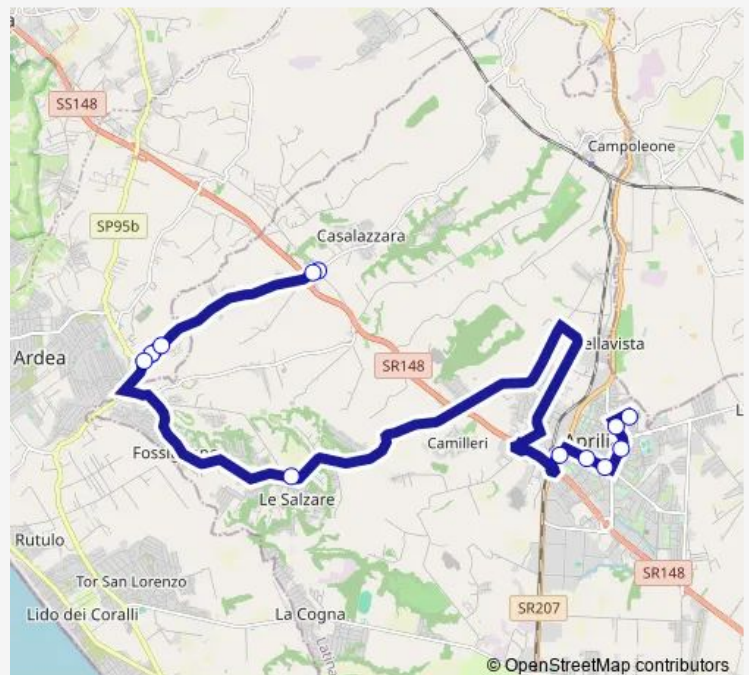 SS148
Campoleone
SP95b
Casalazzara
Ardea
SR148
ellavista
Camilleri
Aprili
Le Salzare
Rutulo
Tor San Lorenzo
SR148
Lido dei Coralli
La Cogna
SR207
Latina
© OpenStreetMap contributors